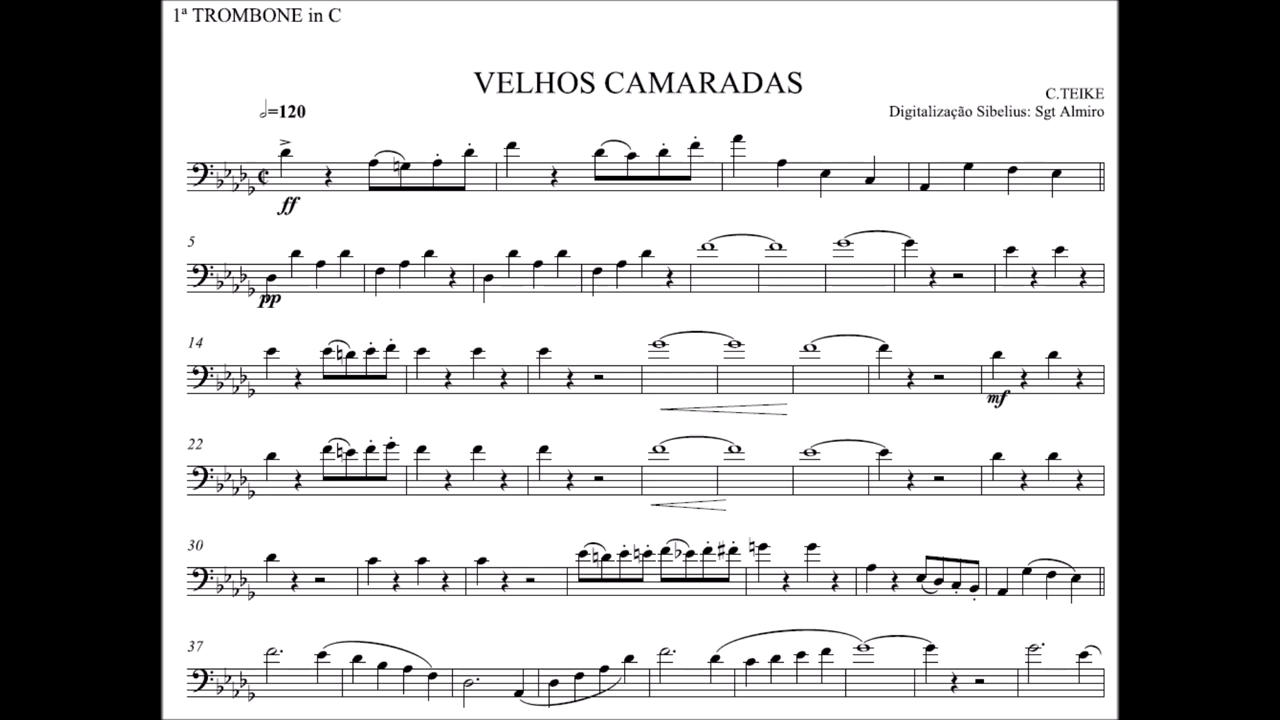 1ª TROMBONE in C
VELHOS CAMARADAS
C.TEIKE
𝅗𝅥=120
Digitalização Sibelius: Sgt Almiro
ff
5
pp
14
mf
22
30
37